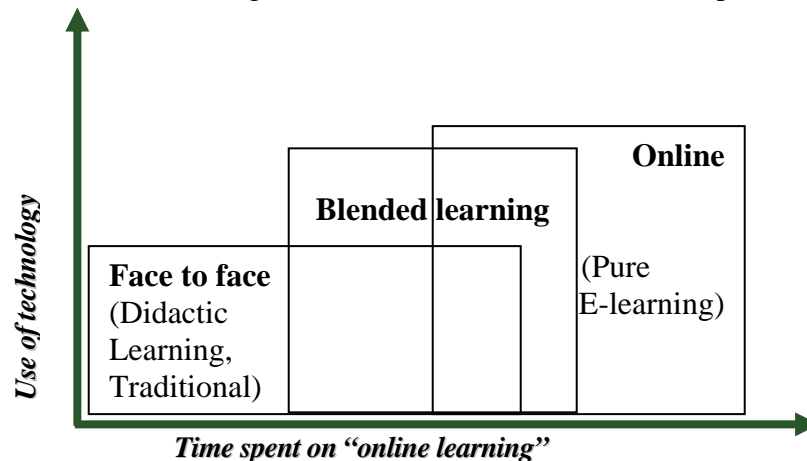 Use of technology
Online
Blended learning
Face to face
(Didactic
Learning,
Traditional)
(Pure
E-learning)
Time spent on “online learning”